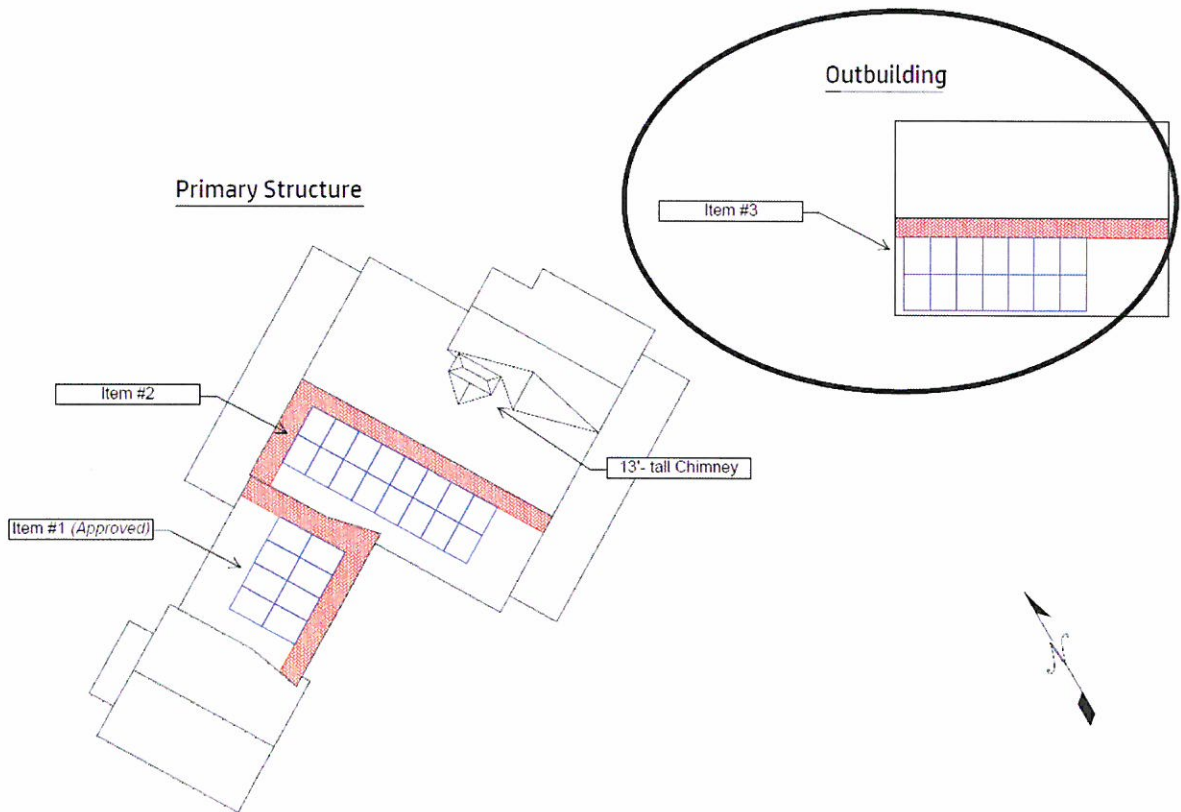 Outbuilding
Primary Structure
Item #3
Item #2
13'- tall Chimney
Item #1 (Approved)
N